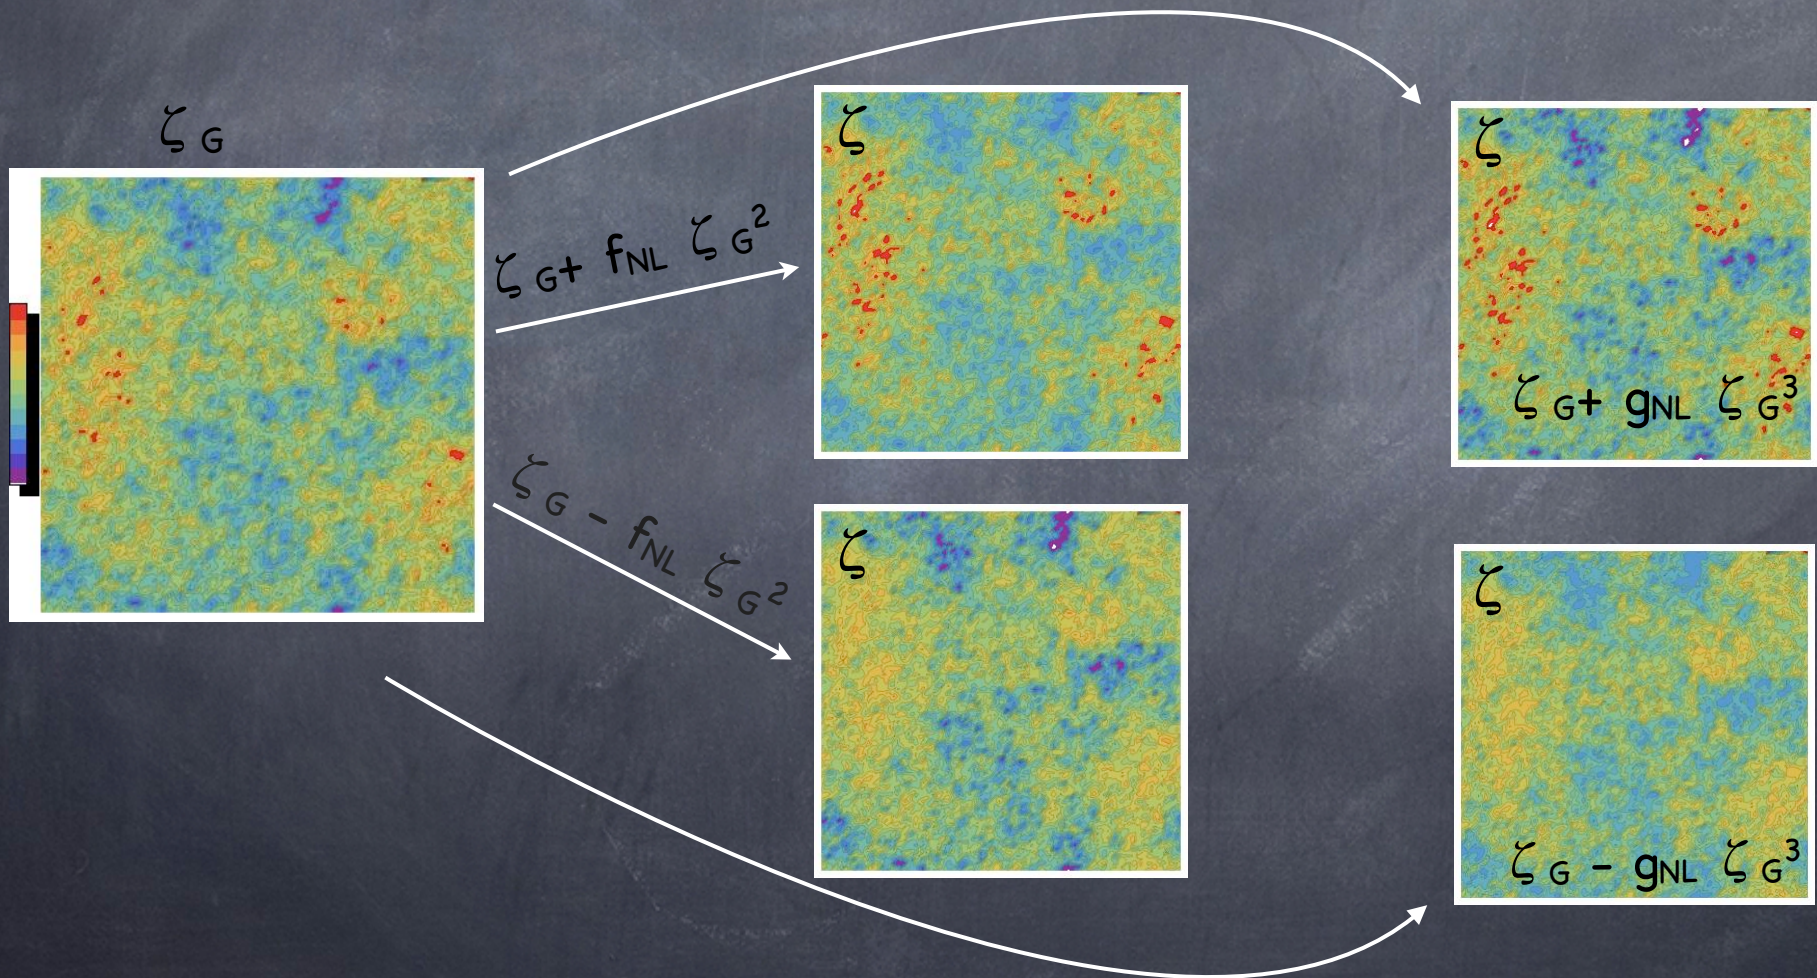 ζ G
ζ G+ fNL ζ G²
ζ G − fNL ζ G²
ζ
ζ
ζ
ζ G+ gNL ζ G³
ζ
ζ G − gNL ζ G³